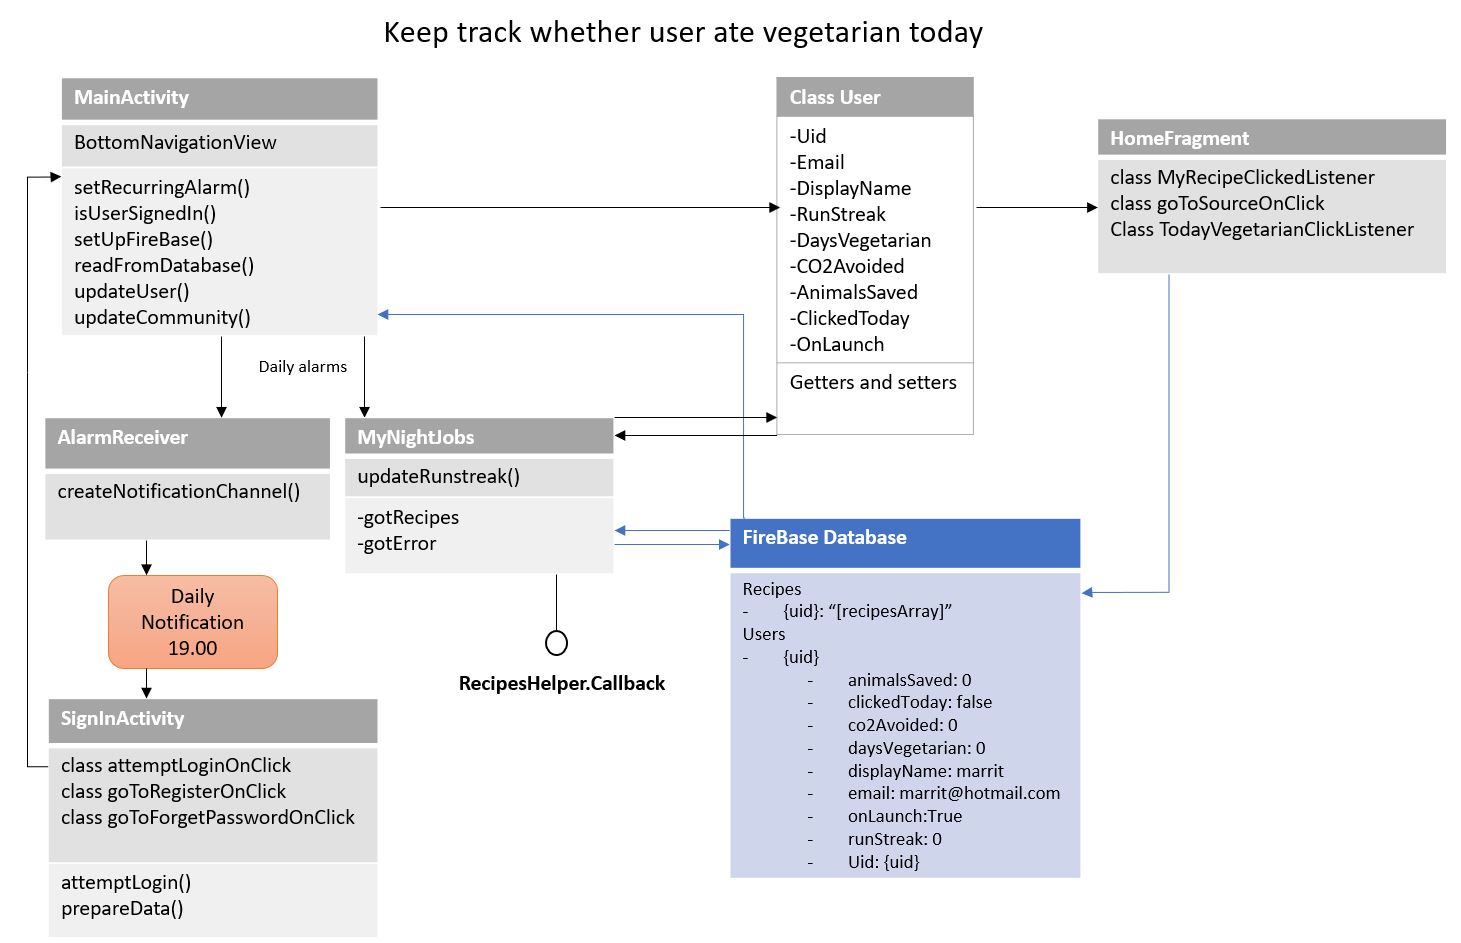 Keep track whether user ate vegetarian today
MainActivity
BottomNavigationView
setRecurringAlarm()
isUserSignedIn()
setUpFireBase()
readFromDatabase()
updateUser()
updateCommunity()
Class User
-Uid
-Email
-DisplayName
-RunStreak
-DaysVegetarian
-CO2Avoided
-AnimalsSaved
-ClickedToday
-OnLaunch
Getters and setters
HomeFragment
class MyRecipeClickedListener
class goToSourceOnClick
Class TodayVegetarianClickListener
Daily alarms
AlarmReceiver
createNotificationChannel()
MyNightJobs
updateRunstreak()
-gotRecipes
-gotError
Daily
Notification
19.00
RecipesHelper.Callback
SignInActivity
class attemptLoginOnClick
class goToRegisterOnClick
class goToForgetPasswordOnClick
attemptLogin()
prepareData()
FireBase Database
Recipes
- {uid}: “[recipesArray]”
Users
- {uid}
- animalsSaved: 0
- clickedToday: false
- co2Avoided: 0
- daysVegetarian: 0
- displayName: marrit
- email: marrit@hotmail.com
- onLaunch:True
- runStreak: 0
- Uid: {uid}